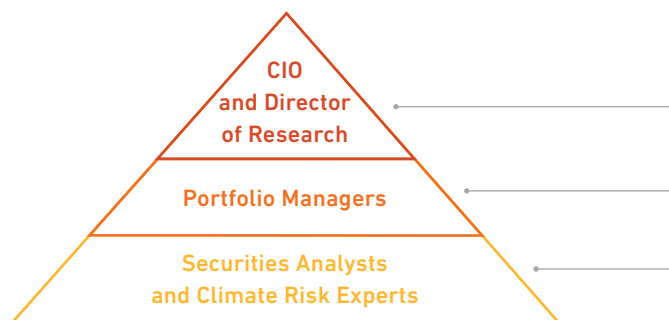 CIO
and Director
of Research
Portfolio Managers
Securities Analysts
and Climate Risk Experts